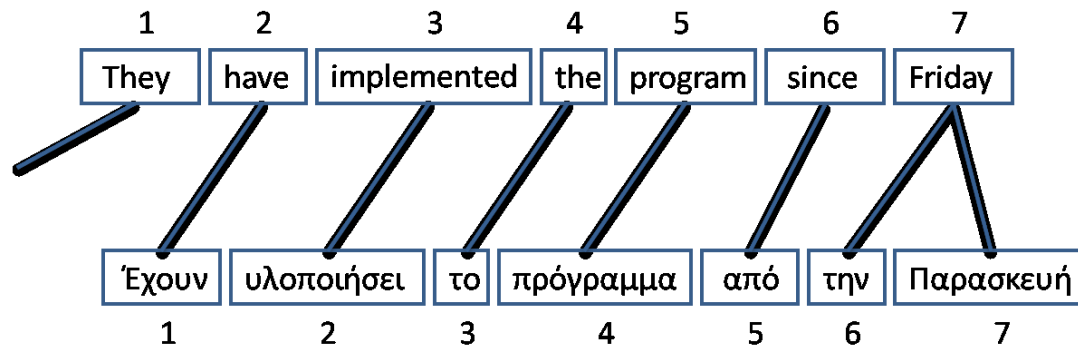 1 2 3 4 5 6 7
They have implemented the program since Friday
Έχουν υλοποιήσει το πρόγραμμα από την Παρασκευή
1 2 3 4 5 6 7